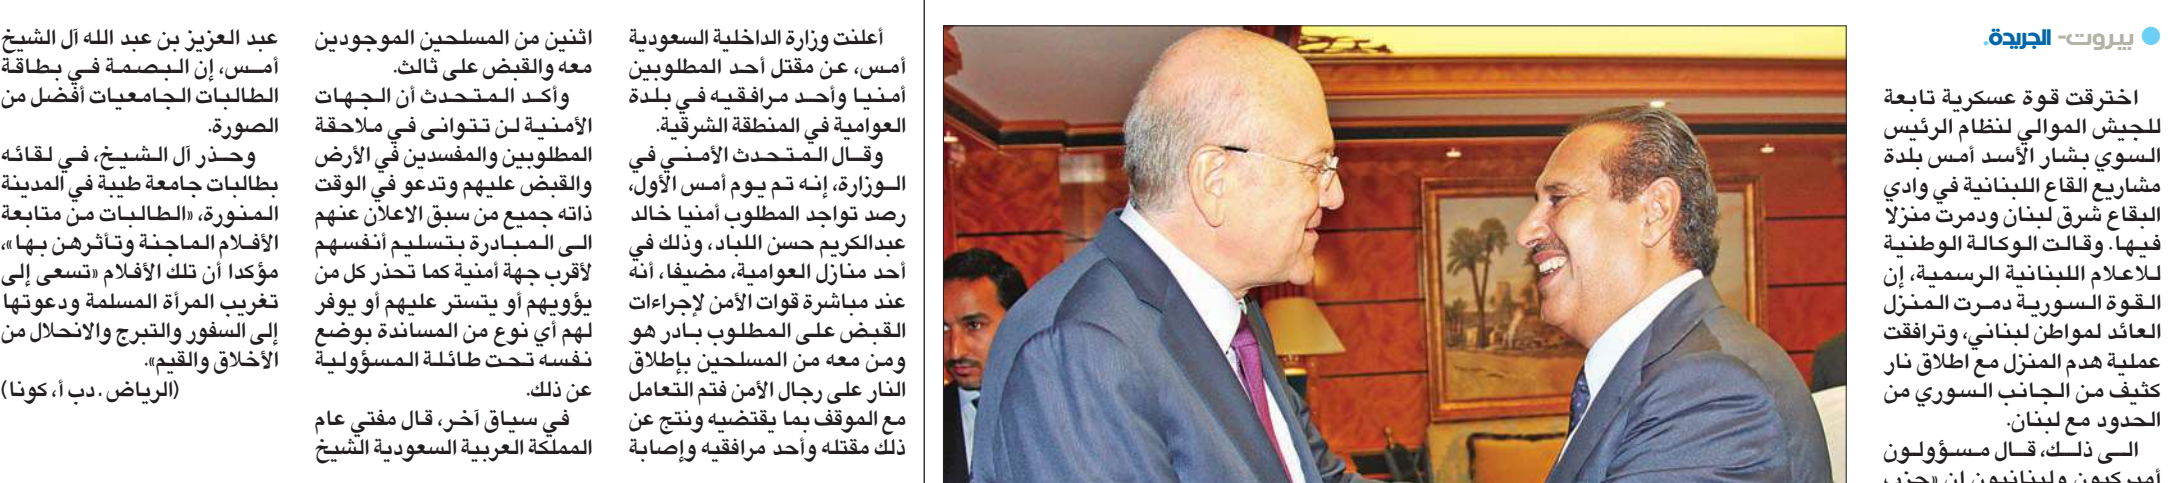 بيروت- الجريدة.
اخترقت قوة عسكرية تابعة
للجيش الموالي لنظام الرئيس
السوي بشار الأسد أمس بلدة
مشاريع القاع اللبنانية في وادي
البقاع شرق لبنان ودمرت منزلا
فيها. وقالت الوكالة الوطنية
للاعلام اللبنانية الرسمية، إن
القوة السورية دمرت المنزل
العائد لمواطن لبناني، وترافقت
عملية هدم المنزل مع اطلاق نار
كثيف من الجانب السوري من
الحدود مع لبنان.
الى ذلك، قال مسؤولون
أميركيون ولبنانيون إن «حزب
أعلنت وزارة الداخلية السعودية
أمس، عن مقتل أحد المطلوبين
أمنيا وأحد مرافقيه في بلدة
العوامية في المنطقة الشرقية.
وقال المتحدث الأمني في
الوزارة، إنه تم يوم أمس الأول،
رصد تواجد المطلوب أمنيا خالد
عبدالكريم حسن اللباد، وذلك في
أحد منازل العوامية، مضيفا، أنه
عند مباشرة قوات الأمن لإجراءات
القبض على المطلوب بادر هو
ومن معه من المسلحين بإطلاق
النار على رجال الأمن فتم التعامل
مع الموقف بما يقتضيه ونتج عن
ذلك مقتله وأحد مرافقيه وإصابة
اثنين من المسلحين الموجودين
معه والقبض على ثالث.
وأكد المتحدث أن الجهات
الأمنية لن تتوانى في ملاحقة
المطلوبين والمفسدين في الأرض
والقبض عليهم وتدعو في الوقت
ذاته جميع من سبق الاعلان عنهم
الى المبادرة بتسليم أنفسهم
لأقرب جهة أمنية كما تحذر كل من
يؤويهم أو يتستر عليهم أو يوفر
لهم أي نوع من المساندة بوضع
نفسه تحت طائلة المسؤولية
عن ذلك.
في سياق آخر، قال مفتي عام
المملكة العربية السعودية الشيخ
عبد العزيز بن عبد الله آل الشيخ
أمس، إن البصمة في بطاقة
الطالبات الجامعيات أفضل من
الصورة.
وحذر آل الشيخ، في لقائه
بطالبات جامعة طيبة في المدينة
المنورة، «الطالبات من متابعة
الأفلام الماجنة وتأثرهن بها»،
مؤكدا أن تلك الأفلام «تسعى إلى
تغريب المرأة المسلمة ودعوتها
إلى السفور والتبرج والانحلال من
الأخلاق والقيم».
(الرياض. دب أ، كونا)